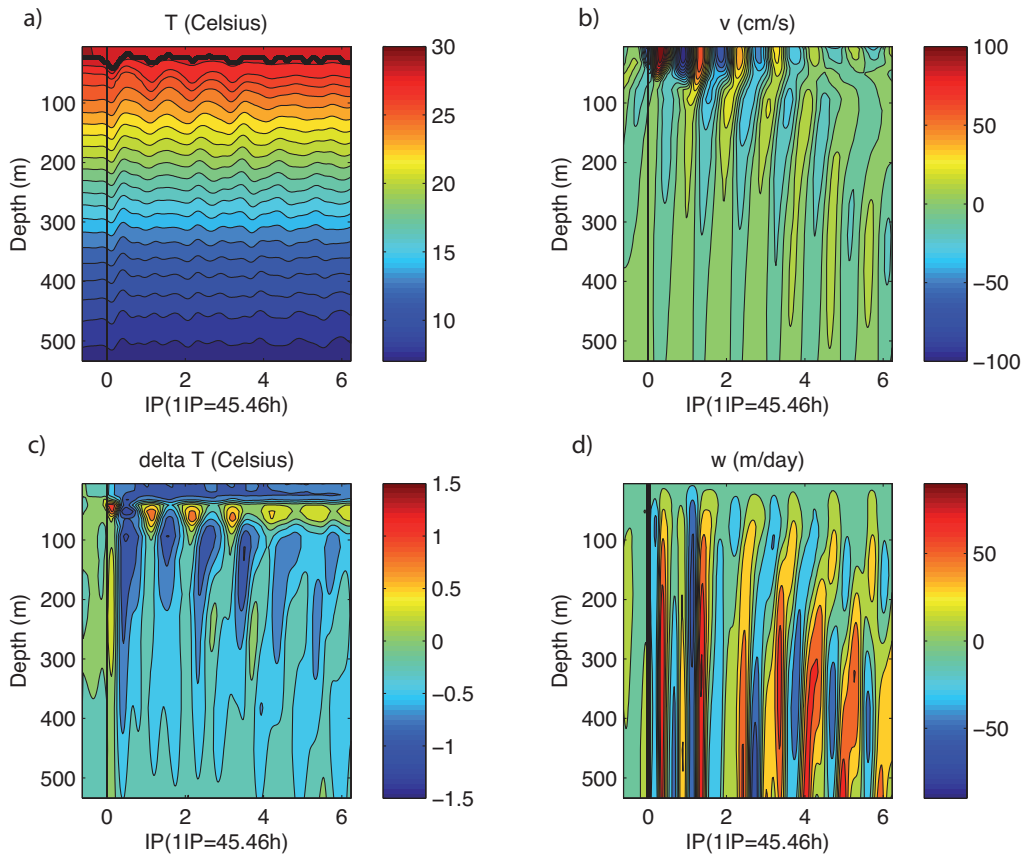 a)
T (Celsius)
30
25
20
15
10
100
200
300
400
500
Depth (m)
0 2 4 6
IP(1IP=45.46h)
b)
v (cm/s)
100
50
0
−50
−100
100
200
300
400
500
Depth (m)
0 2 4 6
IP(1IP=45.46h)
c)
delta T (Celsius)
1.5
1
0.5
0
−0.5
−1
−1.5
100
200
300
400
500
Depth (m)
0 2 4 6
IP(1IP=45.46h)
d)
w (m/day)
50
0
−50
100
200
300
400
500
Depth (m)
0 2 4 6
IP(1IP=45.46h)